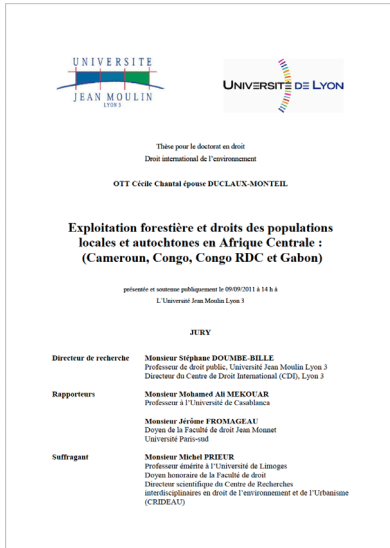 UNIVERSITE
JEAN MOULIN
LYON 3
UNIVERSITÉ DE LYON
Thèse pour le doctorat en droit
Droit international de l'environnement
OTT Cécile Chantal épouse DUCLAUX-MONTEIL
Exploitation forestière et droits des populations
locales et autochtones en Afrique Centrale :
(Cameroun, Congo, Congo RDC et Gabon)
présentée et soutenue publiquement le 09/09/2011 à 14 h à
L'Université Jean Moulin Lyon 3
JURY
Directeur de recherche Monsieur Stéphane DOUMBE-BILLE
Professeur de droit public, Université Jean Moulin Lyon 3
Directeur du Centre de Droit International (CDI), Lyon 3
Rapporteurs Monsieur Mohamed Ali MEKOUAR
Professeur à l'Université de Casablanca
Monsieur Jérôme FROMAGEAU
Doyen de la Faculté de droit Jean Monnet
Université Paris-sud
Suffragant Monsieur Michel PRIEUR
Professeur émérite à l'Université de Limoges
Doyen honoraire de la Faculté de droit
Directeur scientifique du Centre de Recherches
interdisciplinaires en droit de l'environnement et de l'Urbanisme
(CRIDEAU)